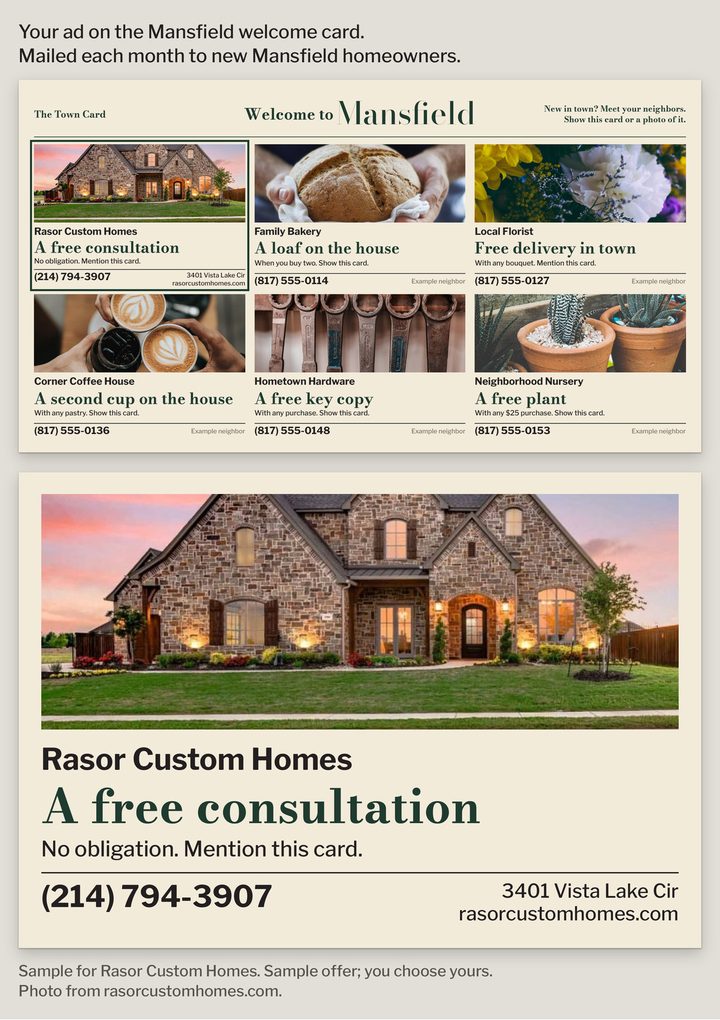 Your ad on the Mansfield welcome card.
Mailed each month to new Mansfield homeowners.
The Town Card
Welcome to Mansfield
New in town? Meet your neighbors.
Show this card or a photo of it.
Rasor Custom Homes
A free consultation
No obligation. Mention this card.
(214) 794-3907
3401 Vista Lake Cir
rasorcustomhomes.com
Family Bakery
A loaf on the house
When you buy two. Show this card.
(817) 555-0114
Example neighbor
Local Florist
Free delivery in town
With any bouquet. Mention this card.
(817) 555-0127
Example neighbor
Corner Coffee House
A second cup on the house
With any pastry. Show this card.
(817) 555-0136
Example neighbor
Hometown Hardware
A free key copy
With any purchase. Show this card.
(817) 555-0148
Example neighbor
Neighborhood Nursery
A free plant
With any $25 purchase. Show this card.
(817) 555-0153
Example neighbor
Rasor Custom Homes
A free consultation
No obligation. Mention this card.
(214) 794-3907
3401 Vista Lake Cir
rasorcustomhomes.com
Sample for Rasor Custom Homes. Sample offer; you choose yours.
Photo from rasorcustomhomes.com.